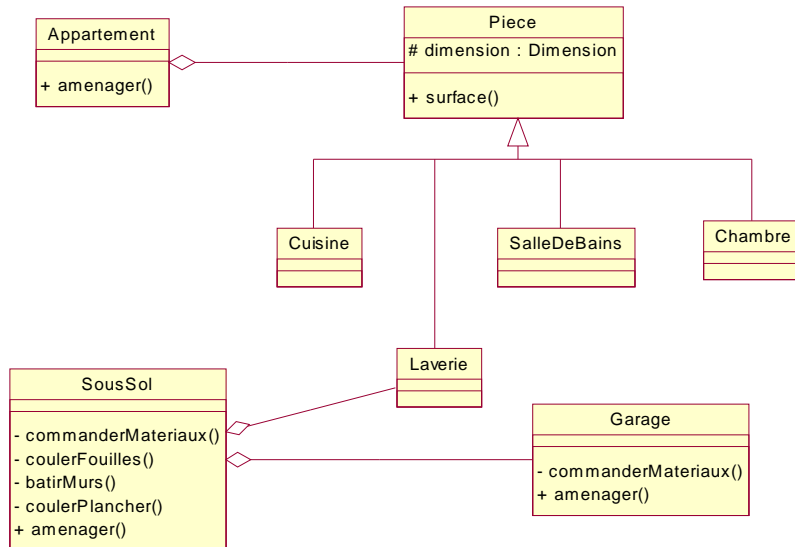 Appartement
+ amenager()
Piece
# dimension : Dimension
+ surface()
Cuisine
SalleDeBains
Chambre
Laverie
SousSol
- commanderMateriaux()
- coulerFouilles()
- batirMurs()
- coulerPlancher()
+ amenager()
Garage
- commanderMateriaux()
+ amenager()